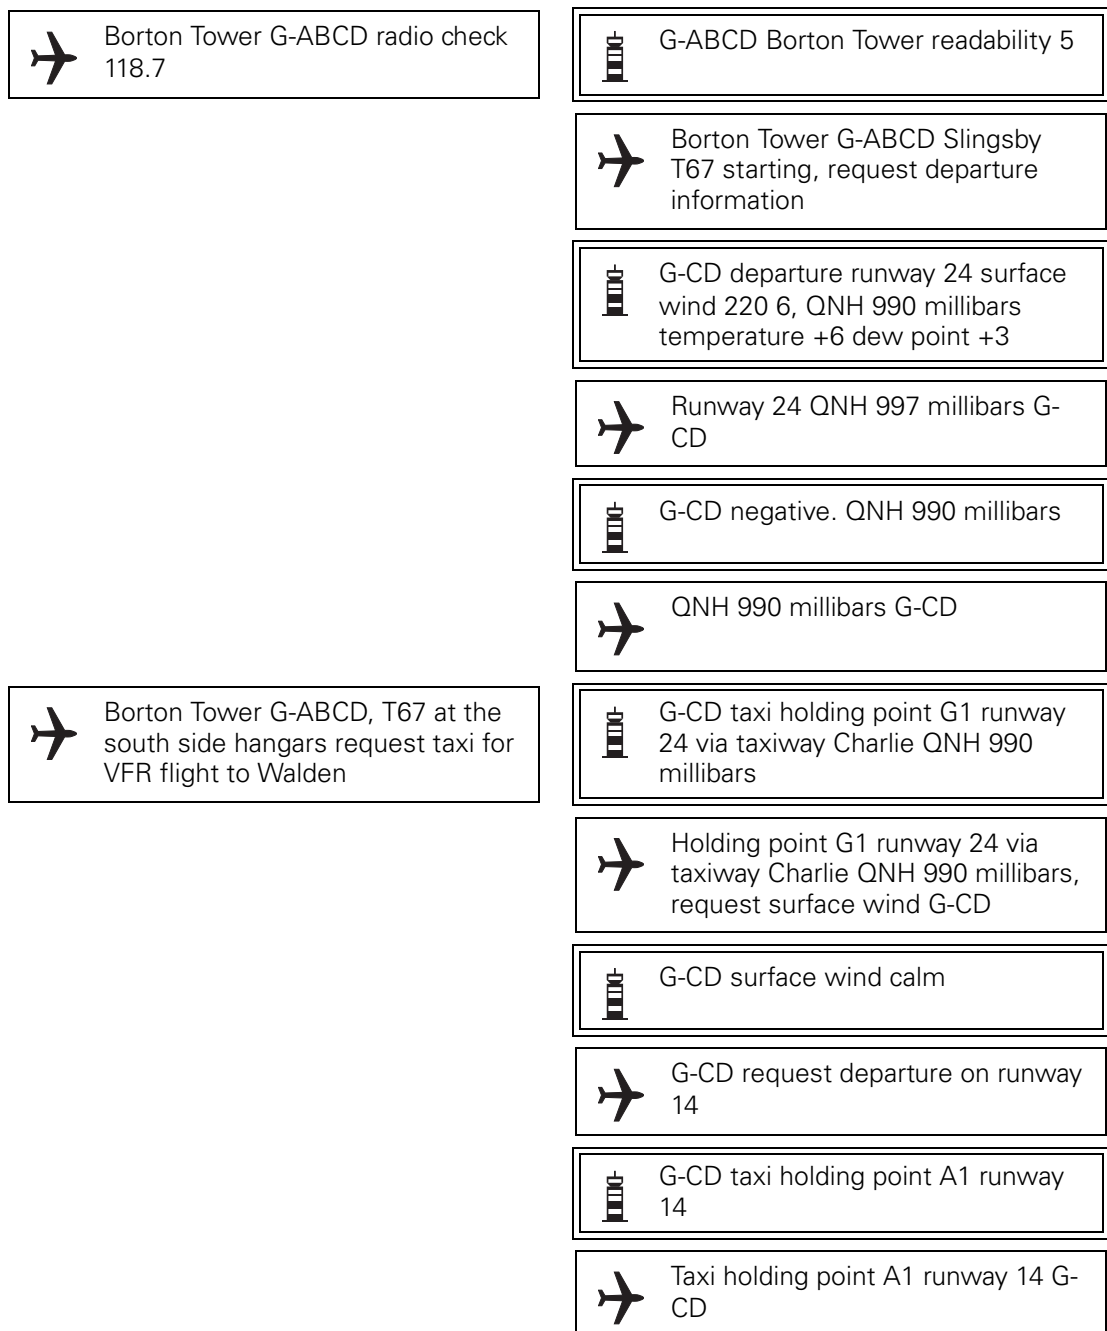 Borton Tower G-ABCD radio check
118.7
G-ABCD Borton Tower readability 5
Borton Tower G-ABCD Slingsby
T67 starting, request departure
information
G-CD departure runway 24 surface
wind 220 6, QNH 990 millibars
temperature +6 dew point +3
Runway 24 QNH 997 millibars G-
CD
G-CD negative. QNH 990 millibars
QNH 990 millibars G-CD
Borton Tower G-ABCD, T67 at the
south side hangars request taxi for
VFR flight to Walden
G-CD taxi holding point G1 runway
24 via taxiway Charlie QNH 990
millibars
Holding point G1 runway 24 via
taxiway Charlie QNH 990 millibars,
request surface wind G-CD
G-CD surface wind calm
G-CD request departure on runway
14
G-CD taxi holding point A1 runway
14
Taxi holding point A1 runway 14 G-
CD